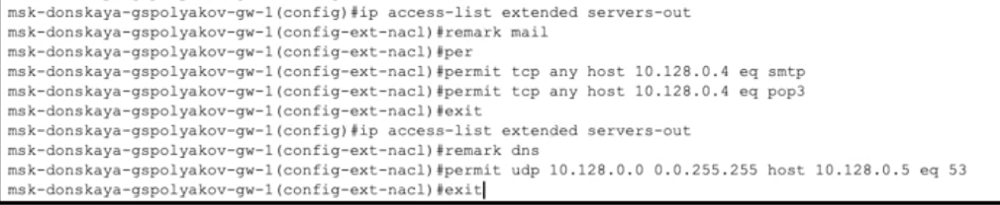 msk-donskaya-gspolyakov-gw-1(config)#ip access-list extended servers-out
msk-donskaya-gspolyakov-gw-1(config-ext-nacl)#remark mail
msk-donskaya-gspolyakov-gw-1(config-ext-nacl)#per
msk-donskaya-gspolyakov-gw-1(config-ext-nacl)#permit tcp any host 10.128.0.4 eq smtp
msk-donskaya-gspolyakov-gw-1(config-ext-nacl)#permit tcp any host 10.128.0.4 eq pop3
msk-donskaya-gspolyakov-gw-1(config-ext-nacl)#exit
msk-donskaya-gspolyakov-gw-1(config)#ip access-list extended servers-out
msk-donskaya-gspolyakov-gw-1(config-ext-nacl)#remark dns
msk-donskaya-gspolyakov-gw-1(config-ext-nacl)#permit udp 10.128.0.0 0.0.255.255 host 10.128.0.5 eq 53
msk-donskaya-gspolyakov-gw-1(config-ext-nacl)#exit